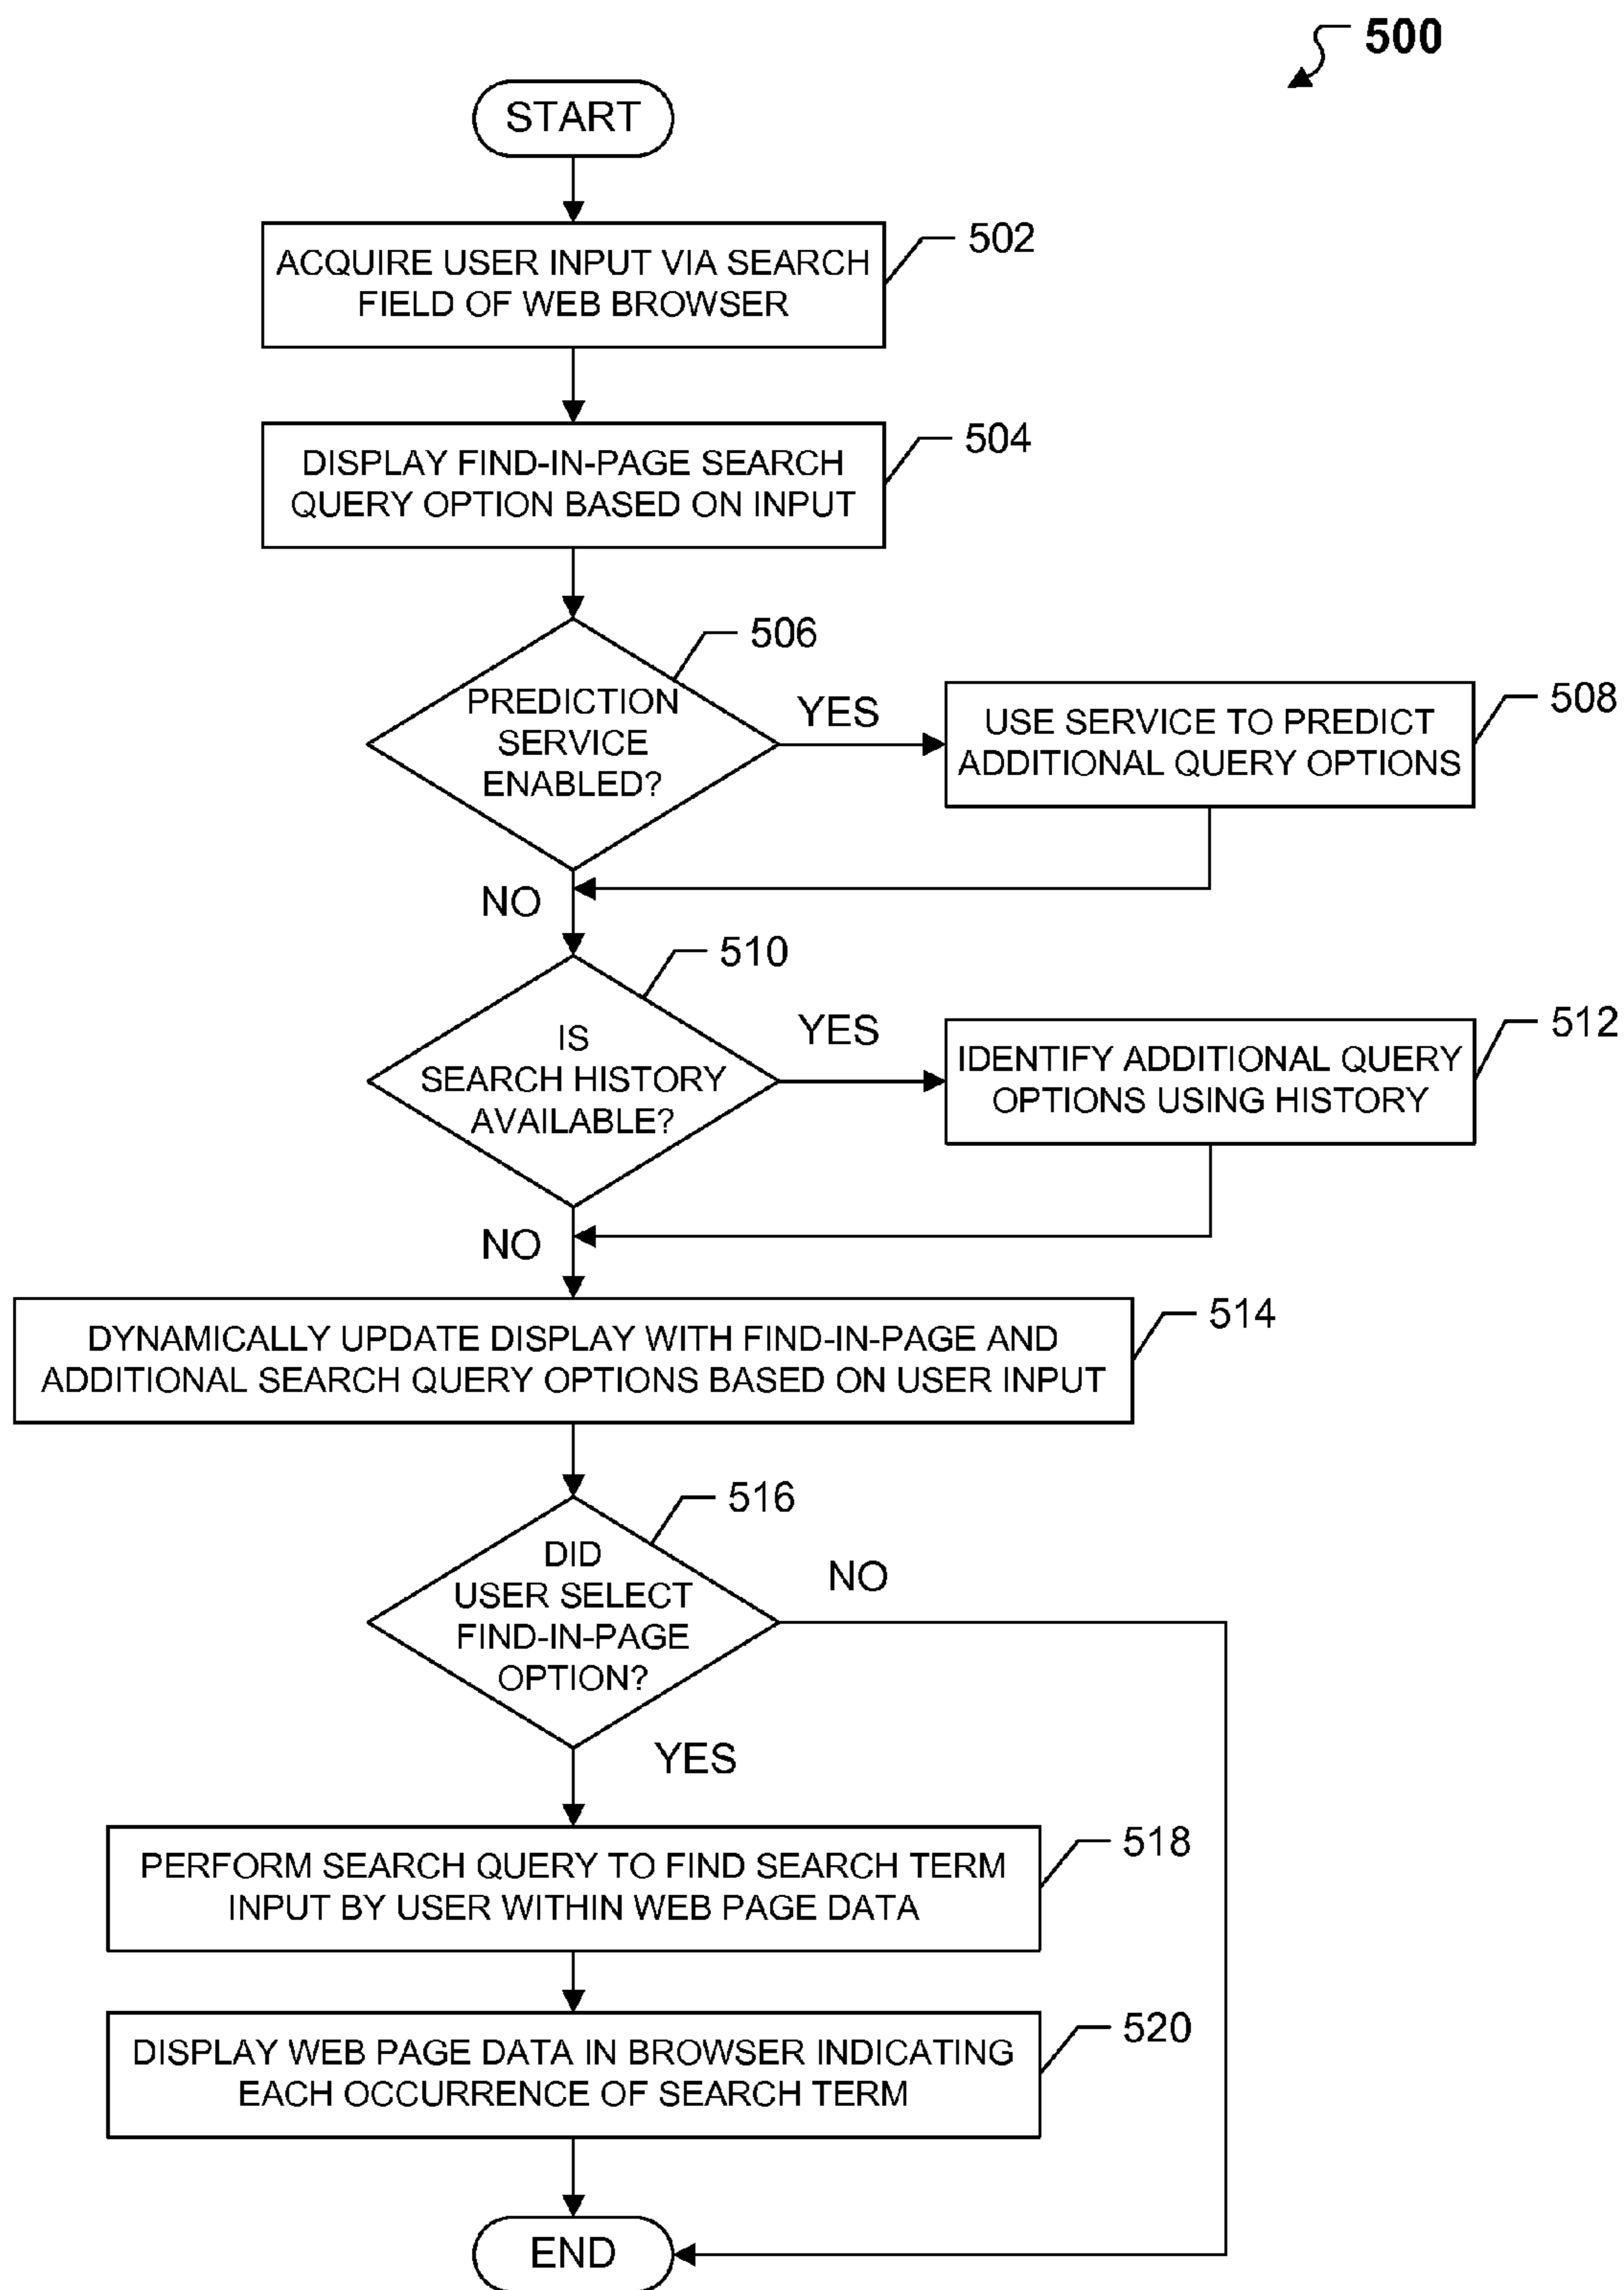 500
START
ACQUIRE USER INPUT VIA SEARCH
FIELD OF WEB BROWSER
502
DISPLAY FIND-IN-PAGE SEARCH
QUERY OPTION BASED ON INPUT
504
506
PREDICTION
SERVICE
ENABLED?
YES
USE SERVICE TO PREDICT
ADDITIONAL QUERY OPTIONS
508
NO
510
IS
SEARCH HISTORY
AVAILABLE?
YES
IDENTIFY ADDITIONAL QUERY
OPTIONS USING HISTORY
512
NO
DYNAMICALLY UPDATE DISPLAY WITH FIND-IN-PAGE AND
ADDITIONAL SEARCH QUERY OPTIONS BASED ON USER INPUT
514
516
DID
USER SELECT
FIND-IN-PAGE
OPTION?
NO
YES
PERFORM SEARCH QUERY TO FIND SEARCH TERM
INPUT BY USER WITHIN WEB PAGE DATA
518
DISPLAY WEB PAGE DATA IN BROWSER INDICATING
EACH OCCURRENCE OF SEARCH TERM
520
END